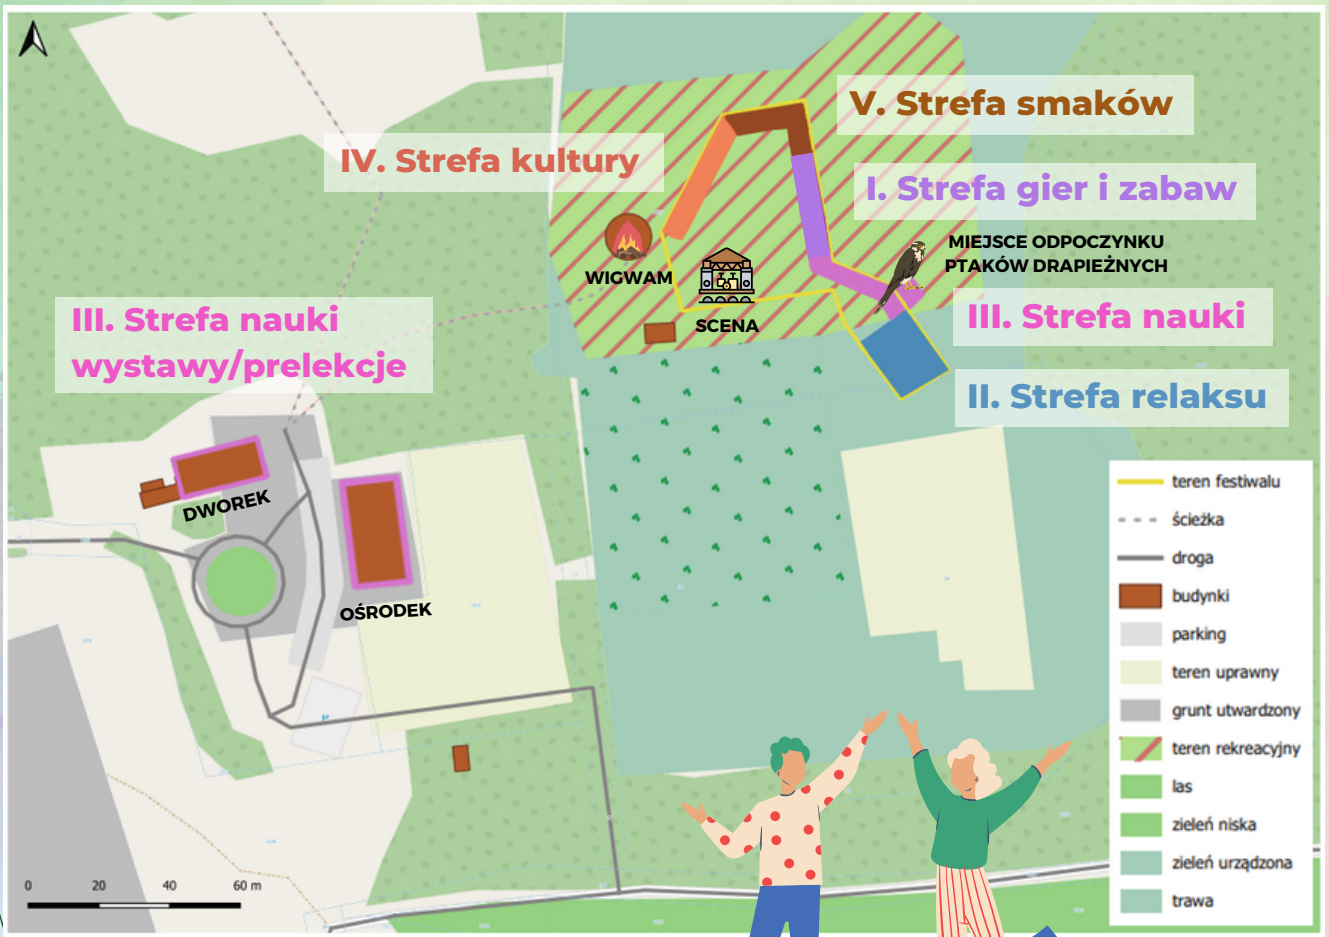 V. Strefa smaków
IV. Strefa kultury
I. Strefa gier i zabaw
MIEJSCE ODPOCZYNKU
PTAKÓW DRAPIEŻNYCH
WIGWAM
SCENA
III. Strefa nauki
wystawy/prelekcje
III. Strefa nauki
II. Strefa relaksu
DWOREK
OŚRODEK
teren festiwalu
ścieżka
droga
budynki
parking
teren uprawny
grunt utwardzony
teren rekreacyjny
las
zieleń niska
zieleń urządzona
trawa
0 20 40 60 m